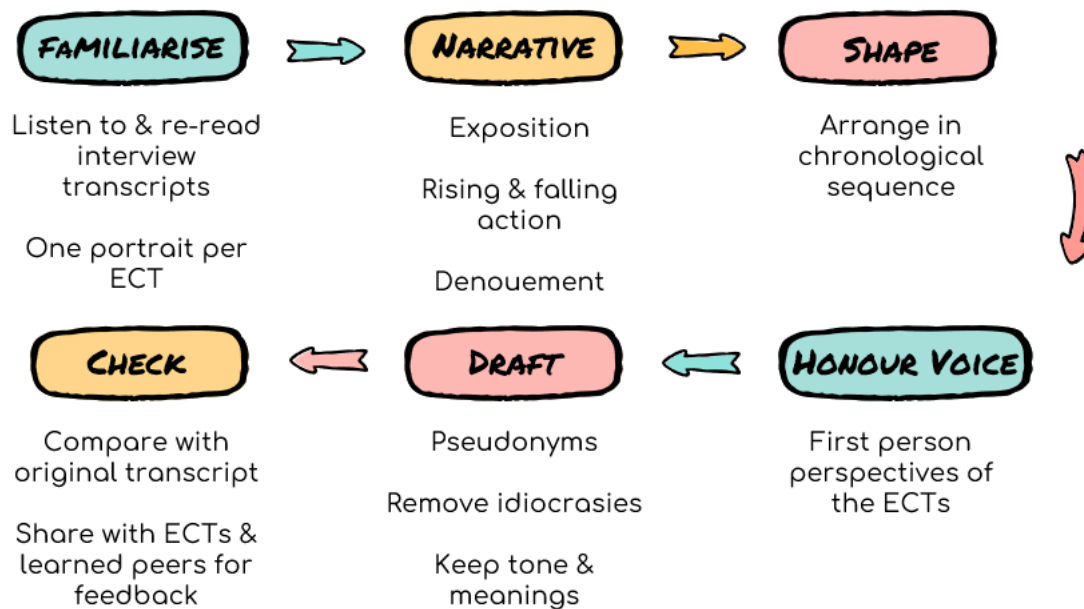 FAMILIARISE
Listen to & re-read
interview
transcripts
One portrait per
ECT
NARRATIVE
Exposition
Rising & falling
action
Denouement
SHAPE
Arrange in
chronological
sequence
HONOUR VOICE
First person
perspectives of
the ECTs
DRAFT
Pseudonyms
Remove idiocrasies
Keep tone &
meanings
CHECK
Compare with
original transcript
Share with ECTs &
learned peers for
feedback